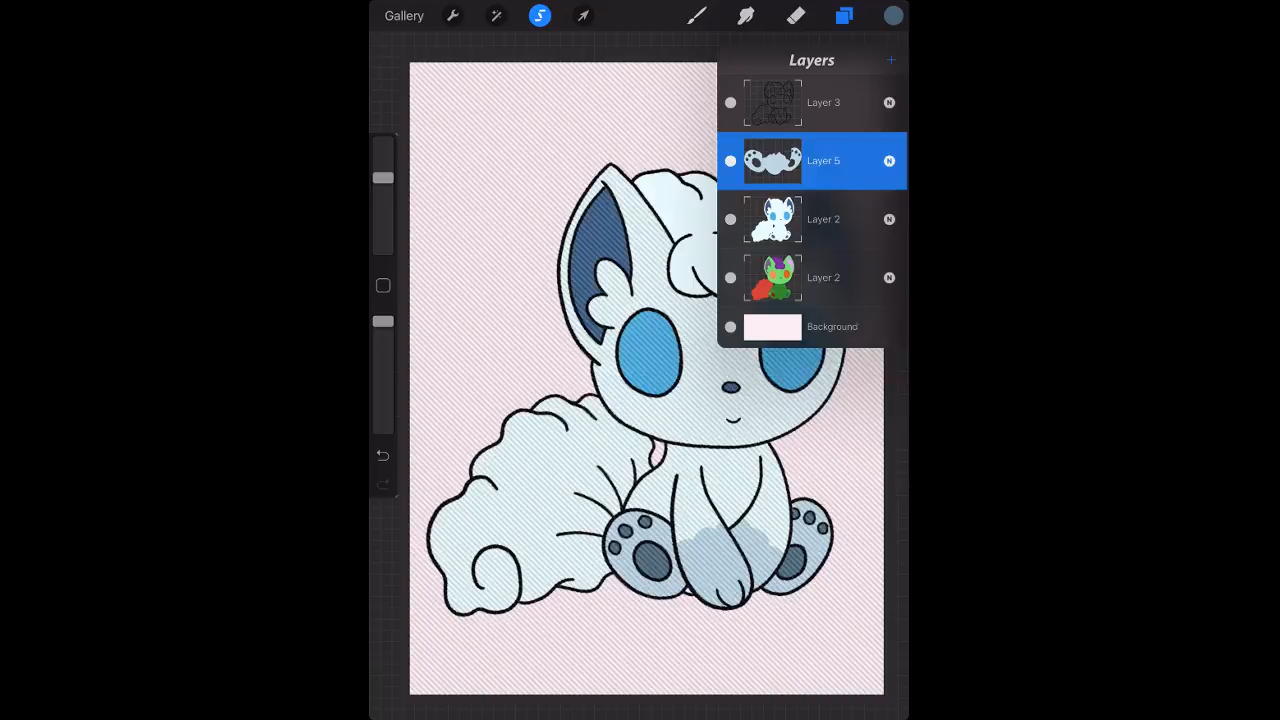 Gallery
Layers
Layer 3 N
Layer 5 N
Layer 2 N
Layer 2 N
Background